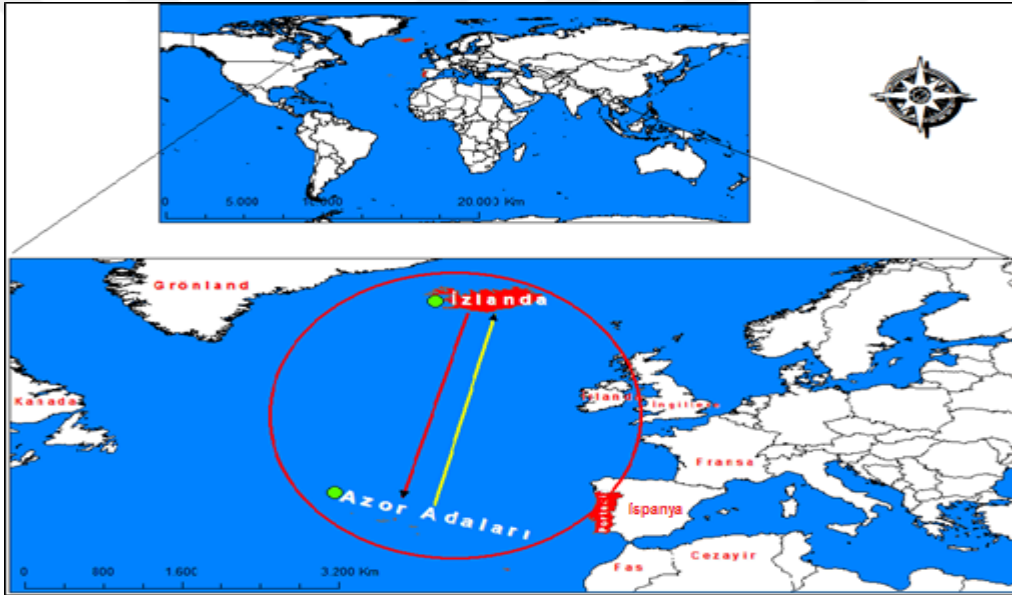 0 5.000 20.000 Km
Grönland
İzlanda
Kanada
İngiltere
Fransa
Azor Adaları
Portekiz
İspanya
Cezayir
Fas
0 800 1.600 3.200 Km